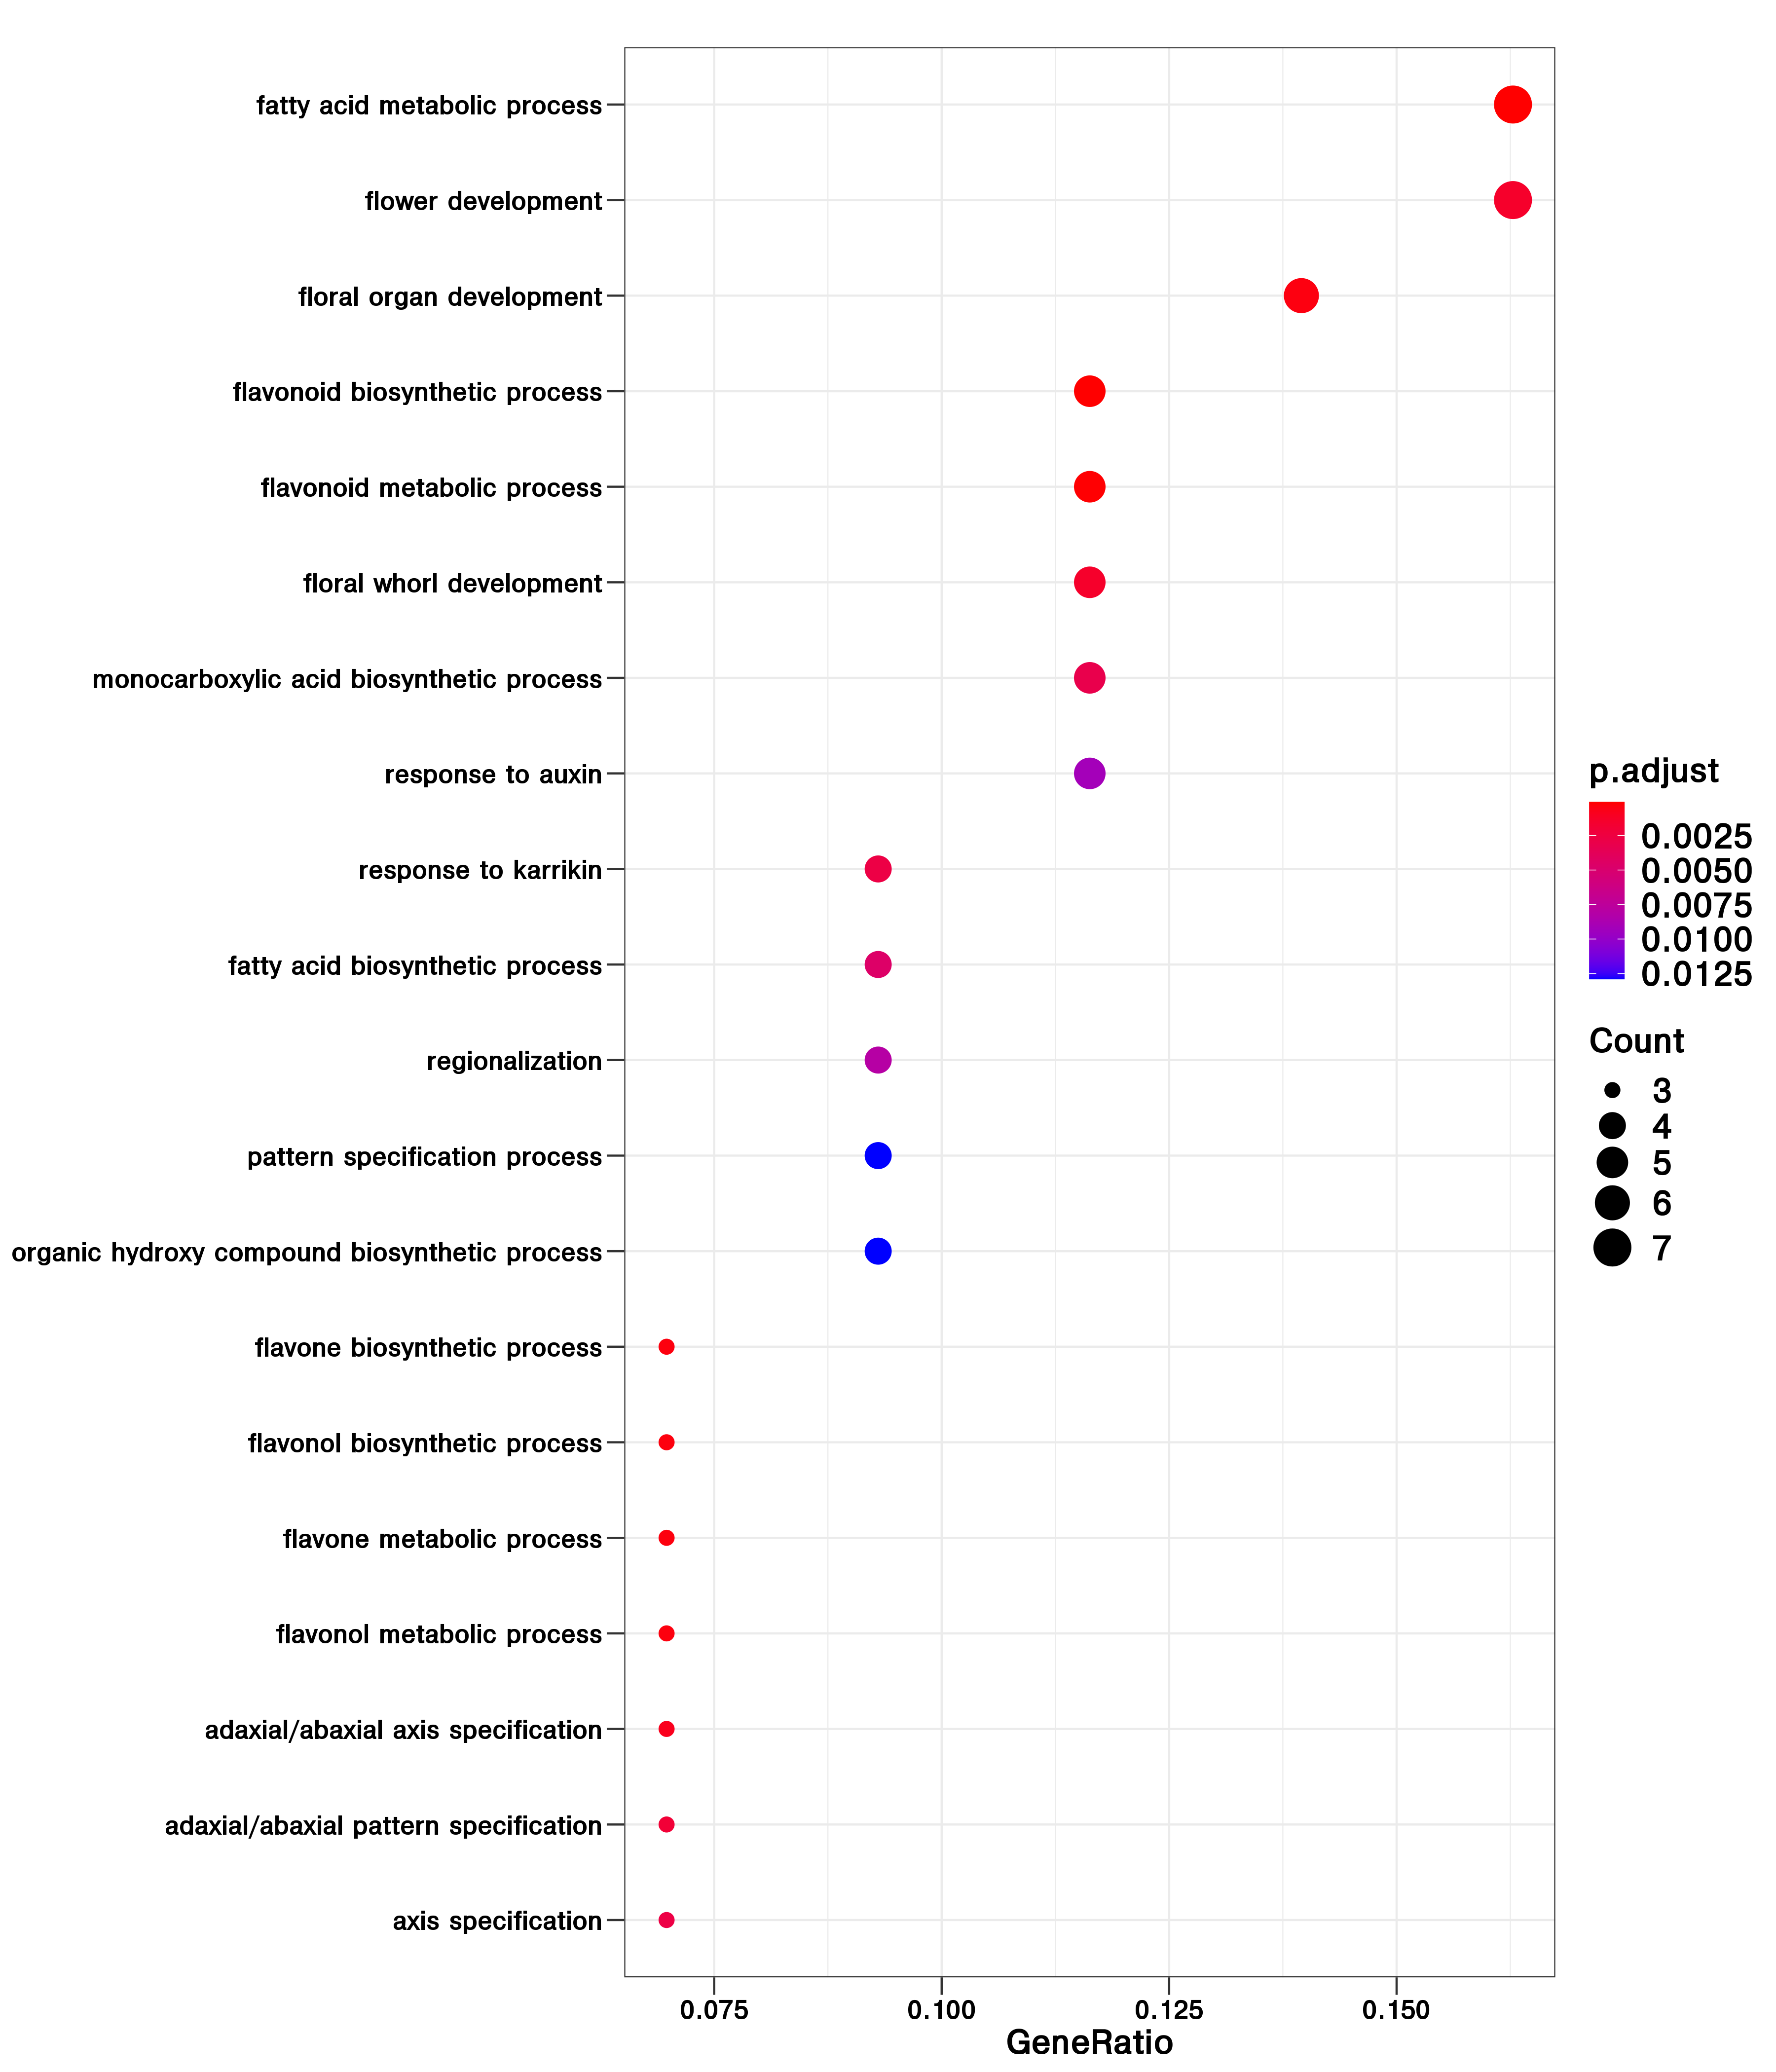 fatty acid metabolic process
flower development
floral organ development
flavonoid biosynthetic process
flavonoid metabolic process
floral whorl development
monocarboxylic acid biosynthetic process
response to auxin
response to karrikin
fatty acid biosynthetic process
regionalization
pattern specification process
organic hydroxy compound biosynthetic process
flavone biosynthetic process
flavonol biosynthetic process
flavone metabolic process
flavonol metabolic process
adaxial/abaxial axis specification
adaxial/abaxial pattern specification
axis specification
0.075 0.100 0.125 0.150
GeneRatio
p.adjust
0.0025
0.0050
0.0075
0.0100
0.0125
Count
3
4
5
6
7